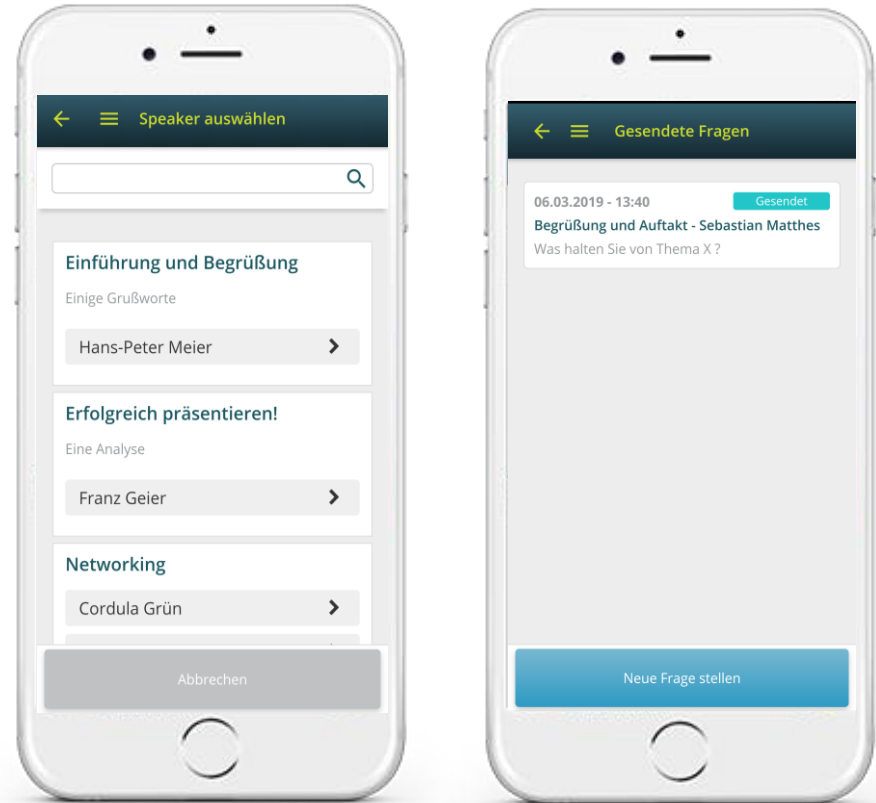 Speaker auswählen
Einführung und Begrüßung
Einige Grußworte
Hans-Peter Meier
Erfolgreich präsentieren!
Eine Analyse
Franz Geier
Networking
Cordula Grün
Abbrechen
Gesendete Fragen
06.03.2019 - 13:40 Gesendet
Begrüßung und Auftakt - Sebastian Matthes
Was halten Sie von Thema X ?
Neue Frage stellen